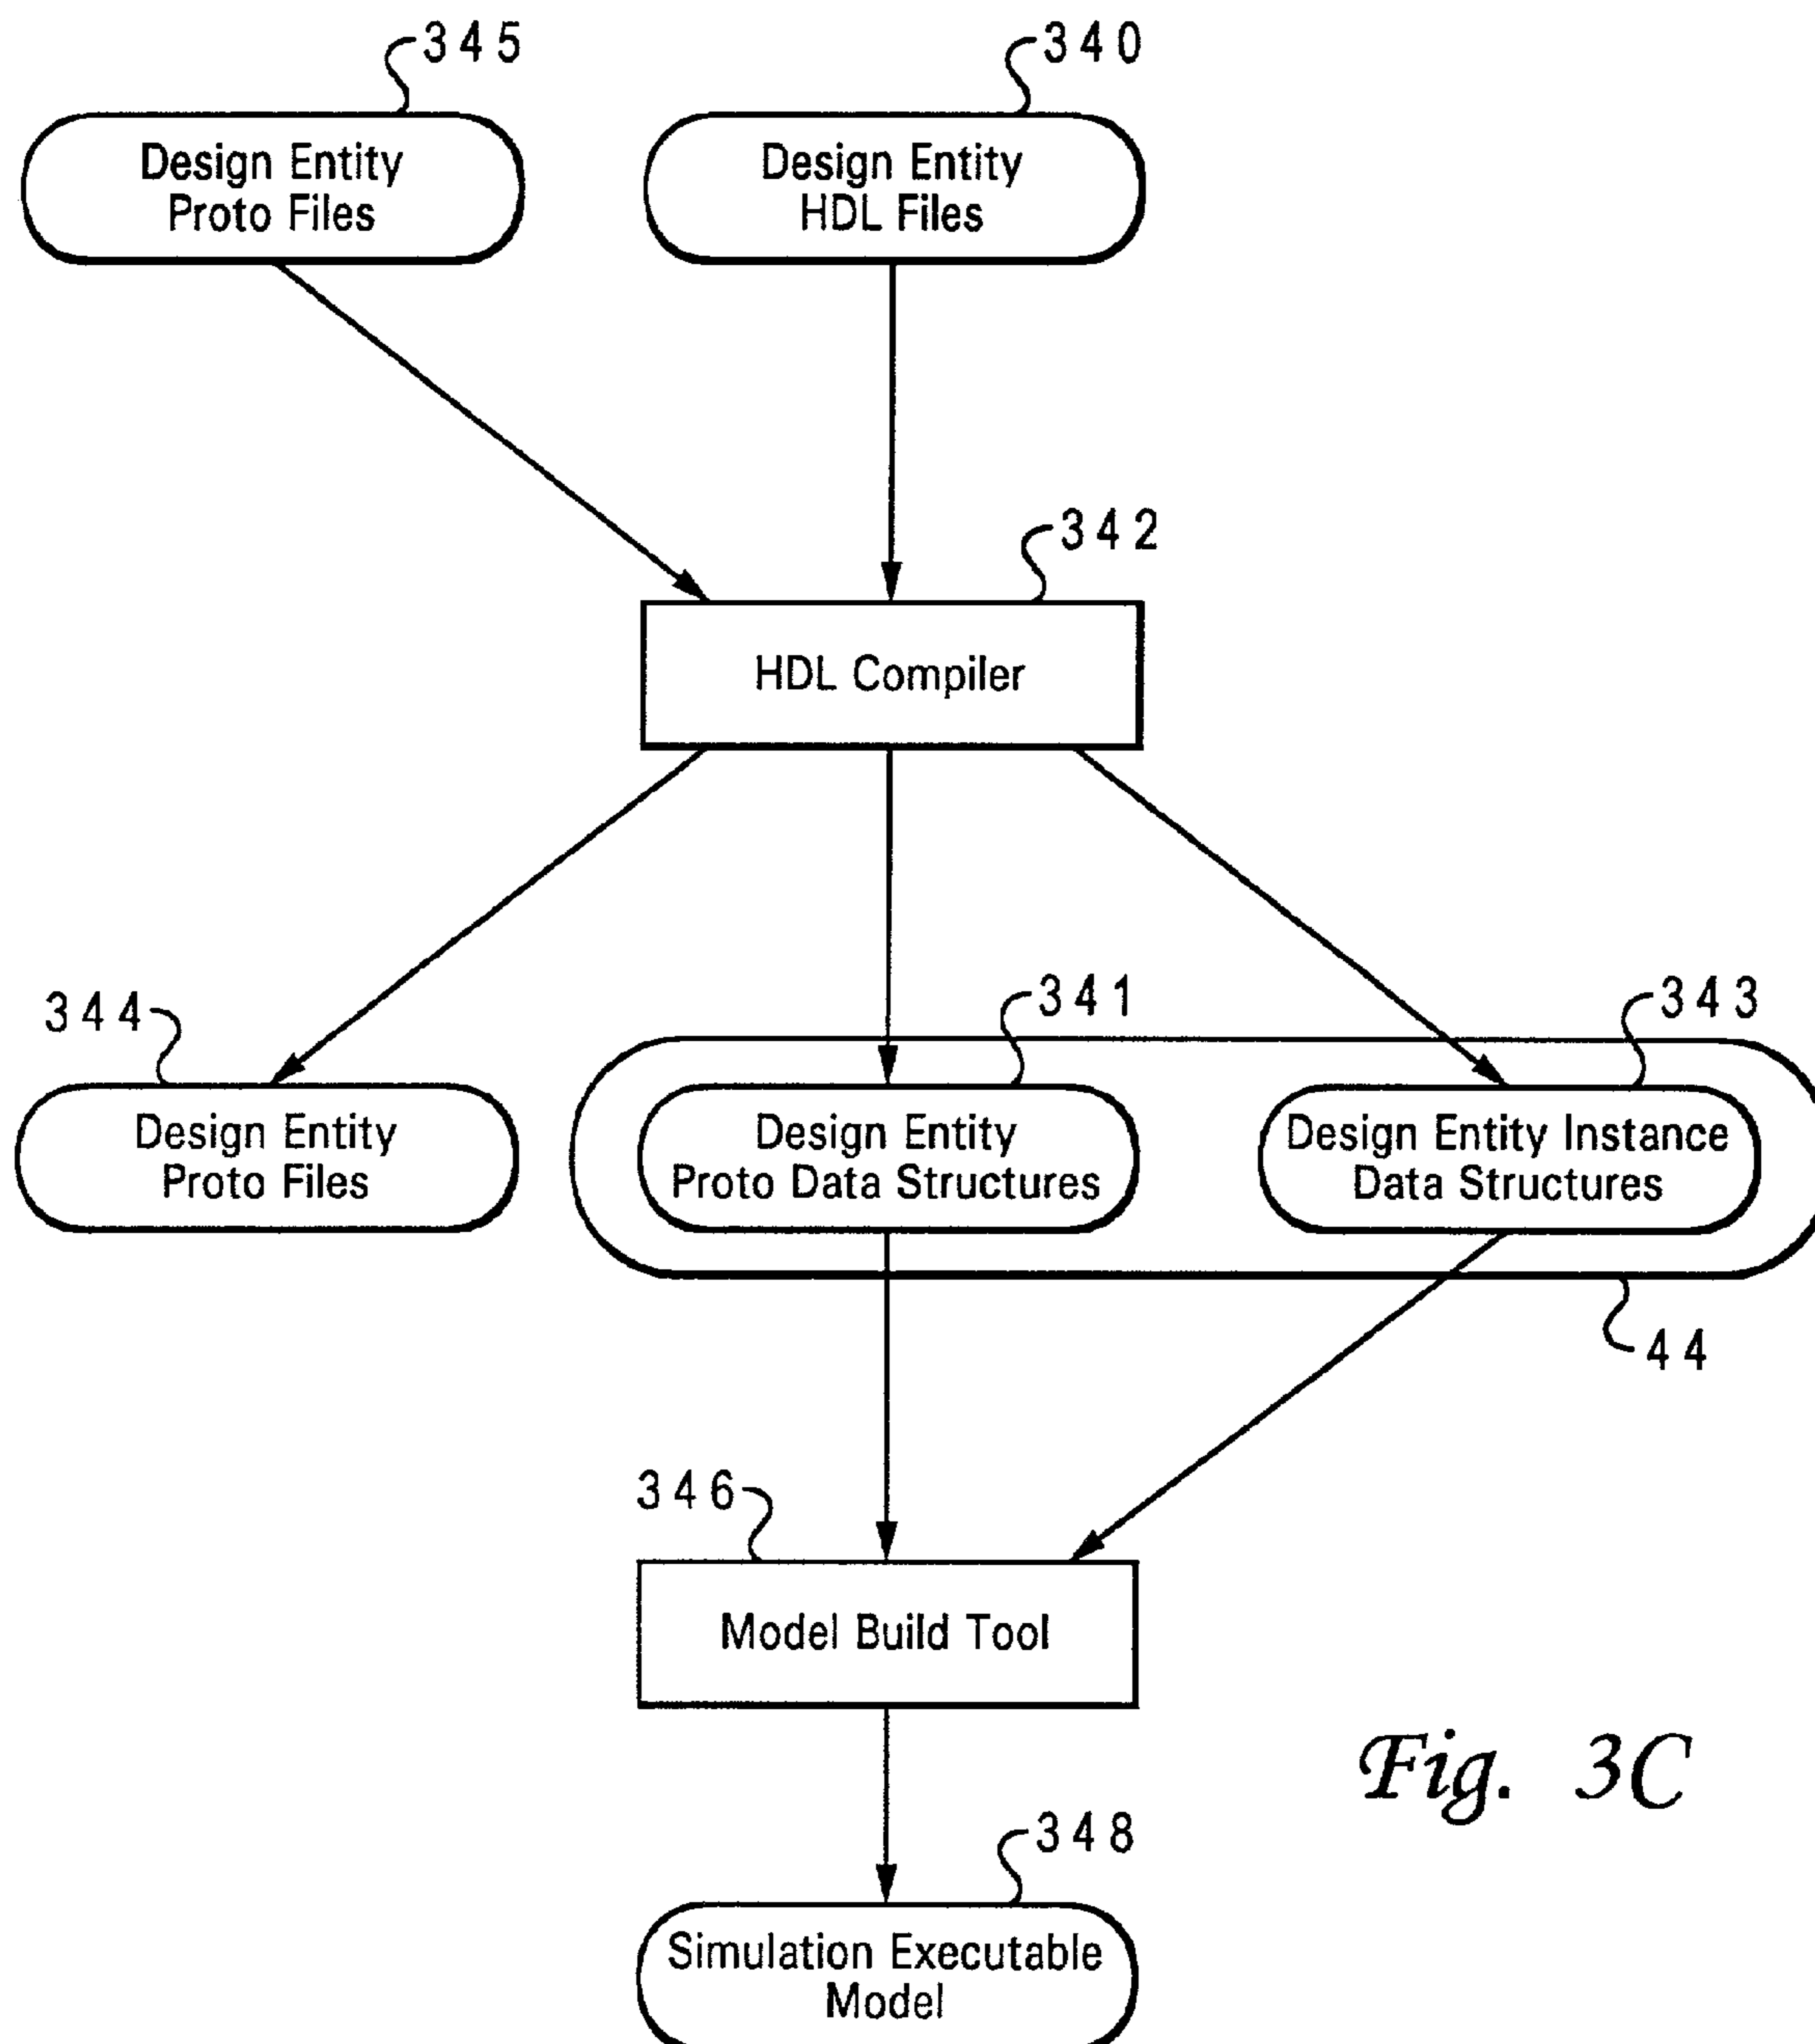 345
340
Design Entity
Proto Files
Design Entity
HDL Files
342
HDL Compiler
344
341
343
Design Entity
Proto Files
Design Entity
Proto Data Structures
Design Entity Instance
Data Structures
44
346
Model Build Tool
Fig. 3C
348
Simulation Executable
Model